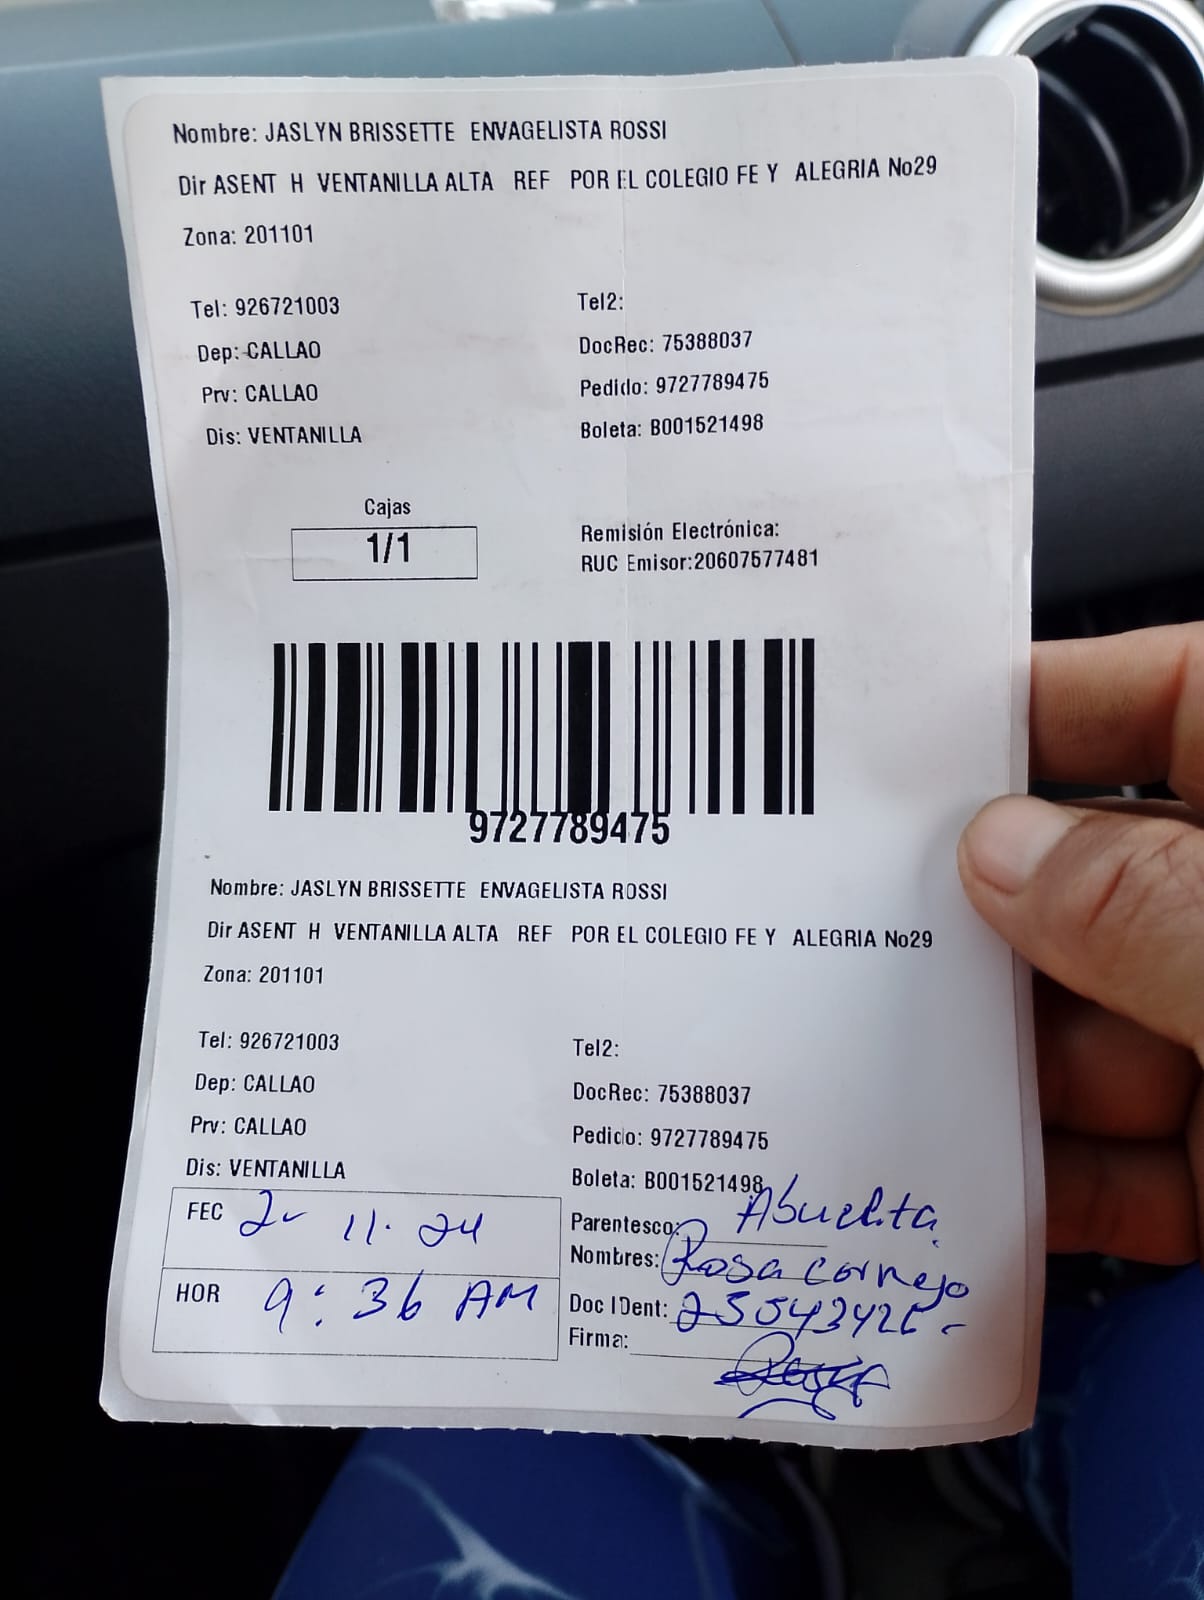 Nombre: JASLYN BRISSETTE ENVAGELISTA ROSSI
Dir ASENT H VENTANILLA ALTA REF POR EL COLEGIO FE Y ALEGRIA No29
Zona: 201101
Tel: 926721003
Tel2:
Dep: CALLAO
DocRec: 75388037
Prv: CALLAO
Pedido: 9727789475
Dis: VENTANILLA
Boleta: B001521498
Cajas
1/1
Remisión Electrónica:
RUC Emisor:20607577481
9727789475
Nombre: JASLYN BRISSETTE ENVAGELISTA ROSSI
Dir ASENT H VENTANILLA ALTA REF POR EL COLEGIO FE Y ALEGRIA No29
Zona: 201101
Tel: 926721003
Tel2:
Dep: CALLAO
DocRec: 75388037
Prv: CALLAO
Pedido: 9727789475
Dis: VENTANILLA
Boleta: B001521498
FEC 2- 11. 24
Parentesco: Abuelita
Nombres: Rosa Cornejo
HOR 9:36 AM
Doc IDent:
Firma: